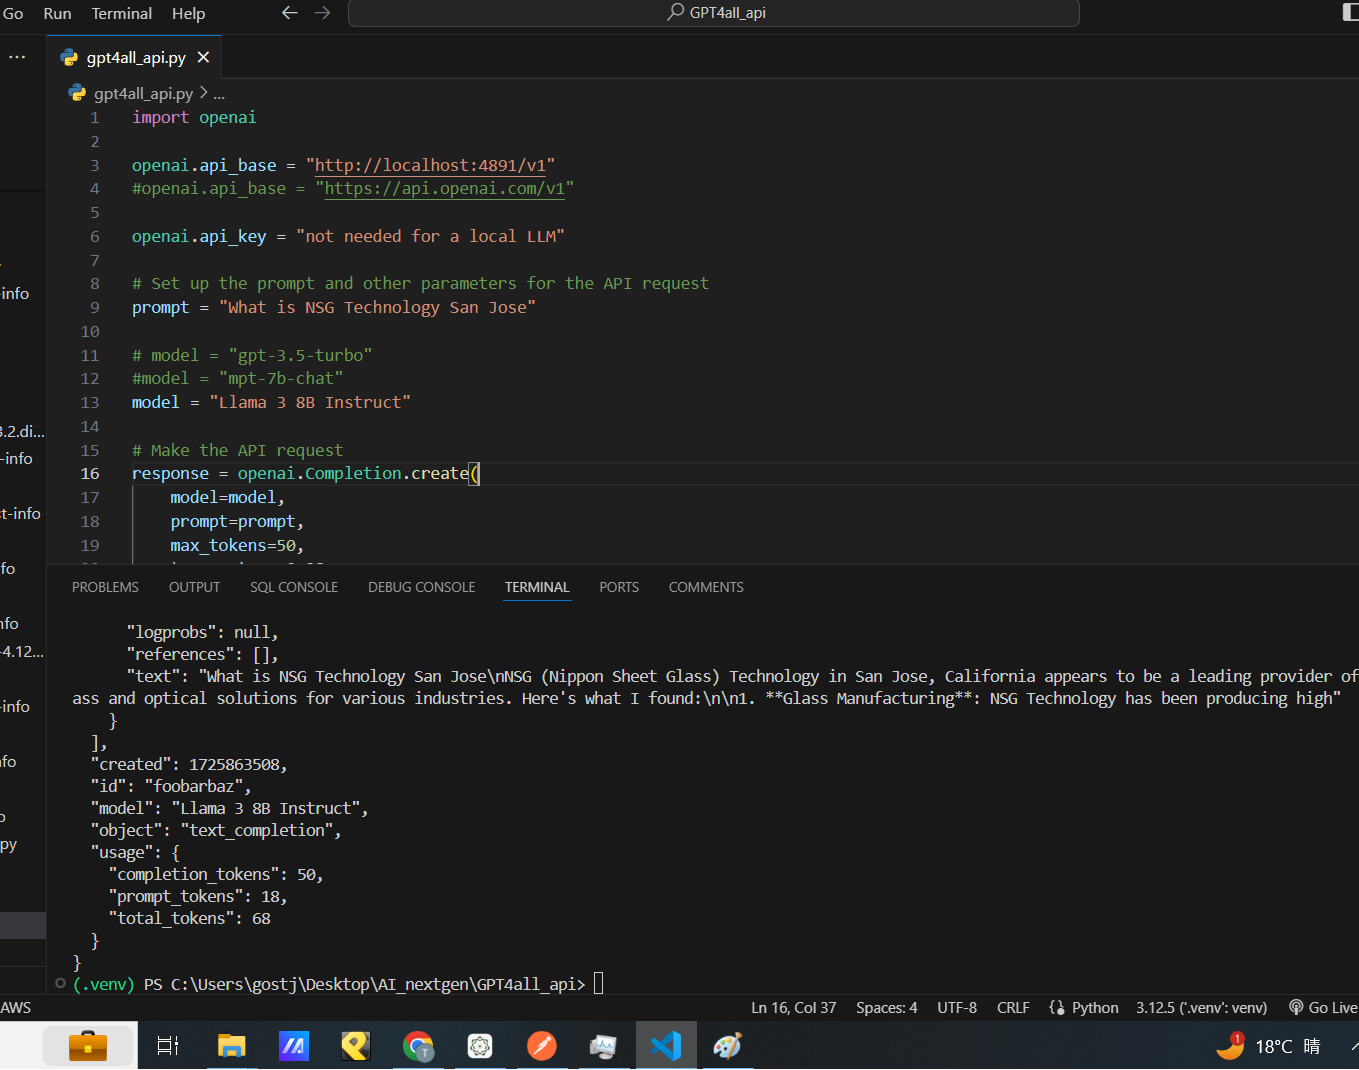 Go Run Terminal Help GPT4all_api
gpt4all_api.py
gpt4all_api.py > ...
1 import openai
2
3 openai.api_base = "http://localhost:4891/v1"
4 #openai.api_base = "https://api.openai.com/v1"
5
6 openai.api_key = "not needed for a local LLM"
7
8 # Set up the prompt and other parameters for the API request
9 prompt = "What is NSG Technology San Jose"
10
11 # model = "gpt-3.5-turbo"
12 #model = "mpt-7b-chat"
13 model = "Llama 3 8B Instruct"
14
15 # Make the API request
16 response = openai.Completion.create(
17 model=model,
18 prompt=prompt,
19 max_tokens=50,
-info
3.2.di...
-info
t-info
fo
nfo
-4.12...
-info
fo
py
PROBLEMS OUTPUT SQL CONSOLE DEBUG CONSOLE TERMINAL PORTS COMMENTS
"logprobs": null,
"references": [],
"text": "What is NSG Technology San Jose\nNSG (Nippon Sheet Glass) Technology in San Jose, California appears to be a leading provider of
ass and optical solutions for various industries. Here's what I found:\n\n1. **Glass Manufacturing**: NSG Technology has been producing high"
}
],
"created": 1725863508,
"id": "foobarbaz",
"model": "Llama 3 8B Instruct",
"object": "text_completion",
"usage": {
"completion_tokens": 50,
"prompt_tokens": 18,
"total_tokens": 68
}
}
(.venv) PS C:\Users\gostj\Desktop\AI_nextgen\GPT4all_api>
AWS Ln 16, Col 37 Spaces: 4 UTF-8 CRLF {} Python 3.12.5 ('.venv': venv) Go Live
1 18°C 晴